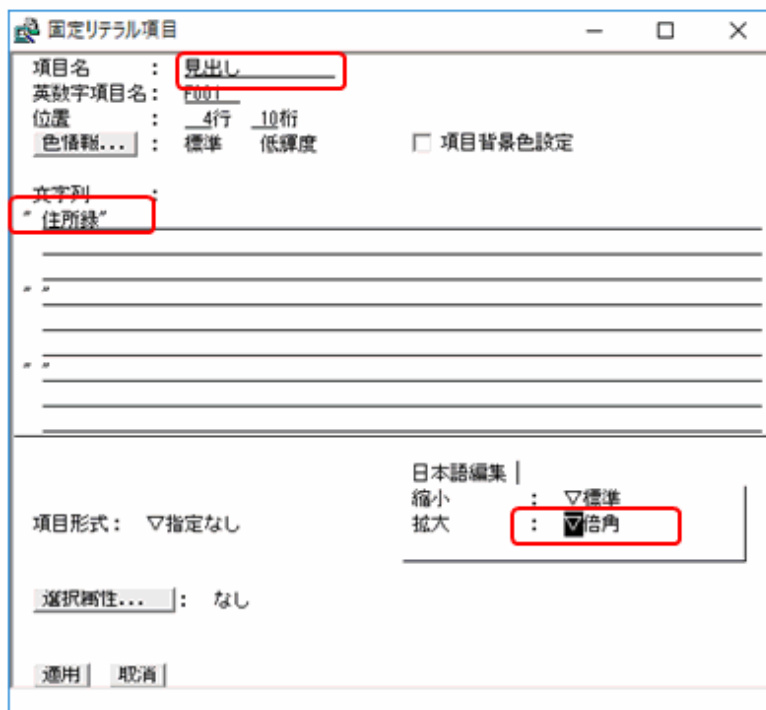 固定リテラル項目
項目名 : 見出し
英数字項目名: F001
位置 : 4行 10桁
色情報... : 標準 低輝度 項目背景色設定
文字列 :
" 住所録"
" "
" "
日本語編集
縮小 : ▽標準
項目形式: ▽指定なし 拡大 : ▽倍角
選択属性... : なし
適用 取消